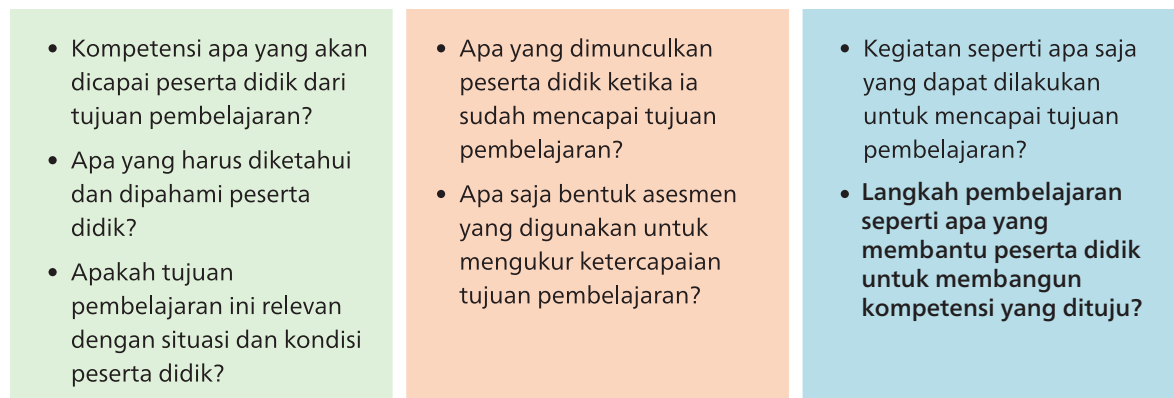 • Kompetensi apa yang akan
dicapai peserta didik dari
tujuan pembelajaran?
• Apa yang harus diketahui
dan dipahami peserta
didik?
• Apakah tujuan
pembelajaran ini relevan
dengan situasi dan kondisi
peserta didik?
• Apa yang dimunculkan
peserta didik ketika ia
sudah mencapai tujuan
pembelajaran?
• Apa saja bentuk asesmen
yang digunakan untuk
mengukur ketercapaian
tujuan pembelajaran?
• Kegiatan seperti apa saja
yang dapat dilakukan
untuk mencapai tujuan
pembelajaran?
• Langkah pembelajaran
seperti apa yang
membantu peserta didik
untuk membangun
kompetensi yang dituju?